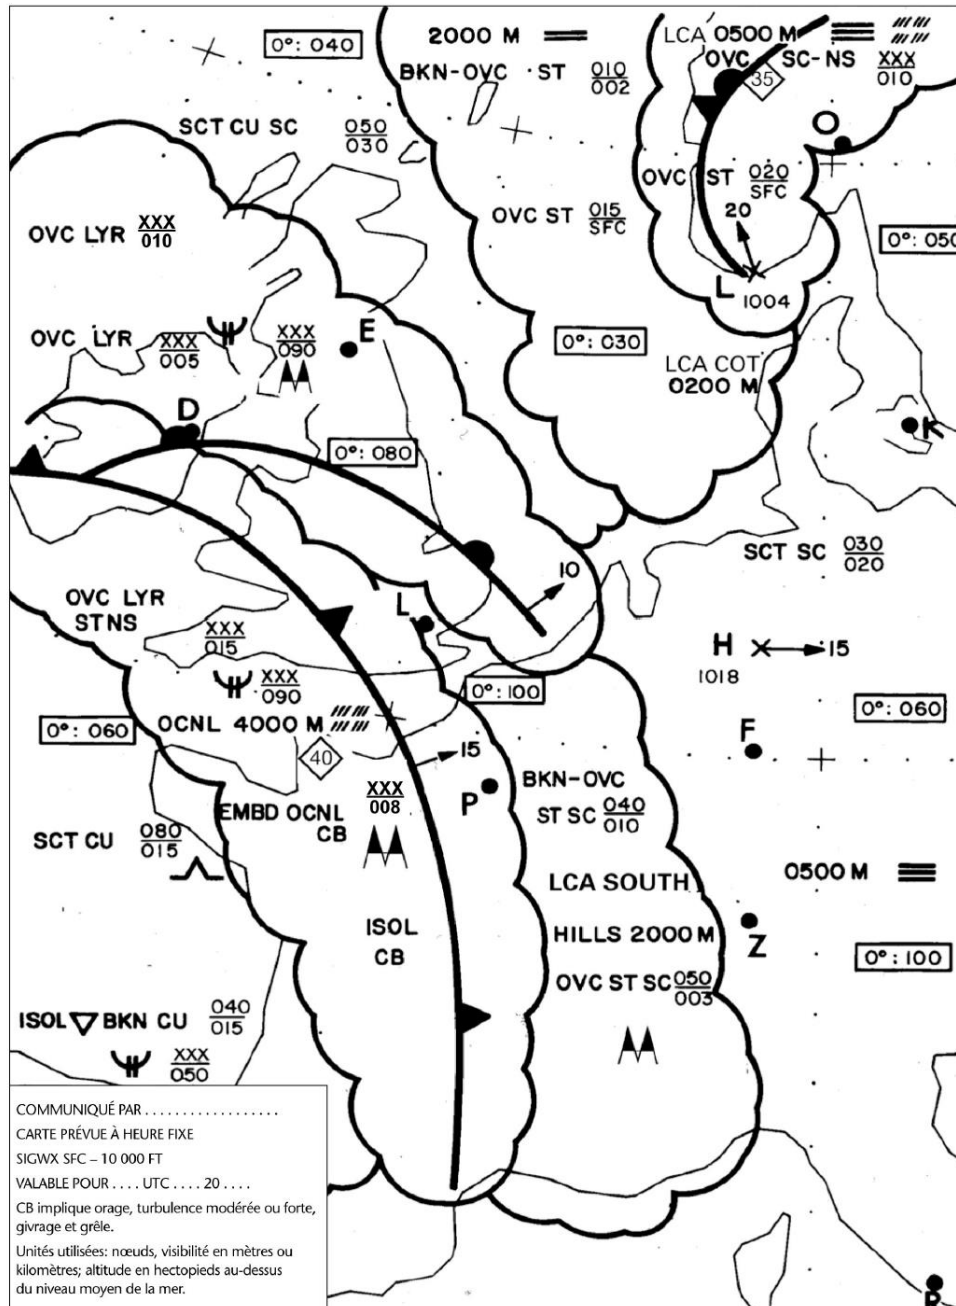 0°: 040
2000 M
BKN-OVC ST 010
002
LCA 0500 M
OVC SC-NS XXX
010
35
SCT CU SC 050
030
O
OVC ST 020
SFC
20
OVC ST 015
SFC
OVC LYR XXX
010
0°: 050
L
1004
OVC LYR XXX
005
XXX
090
E
0°: 030
LCA COT
0200 M
D
K
0°: 080
SCT SC 030
020
10
OVC LYR
ST NS
L
XXX
015
H
15
1018
XXX
090
0°: 100
0°: 060
0°: 060
OCNL 4000 M
F
40
15
XXX
008
P
BKN-OVC
ST SC 040
010
EMBD OCNL
CB
SCT CU 080
015
0500 M
LCA SOUTH
HILLS 2000 M
Z
ISOL
CB
0°: 100
OVC ST SC 050
003
ISOL BKN CU 040
015
XXX
050
COMMUNIQUÉ PAR . . . . . . . . . . . . . . . . . .
CARTE PRÉVUE À HEURE FIXE
SIGWX SFC – 10 000 FT
VALABLE POUR . . . . UTC . . . . 20 . . . .
CB implique orage, turbulence modérée ou forte,
givrage et grêle.
Unités utilisées: nœuds, visibilité en mètres ou
kilomètres; altitude en hectopieds au-dessus
du niveau moyen de la mer.